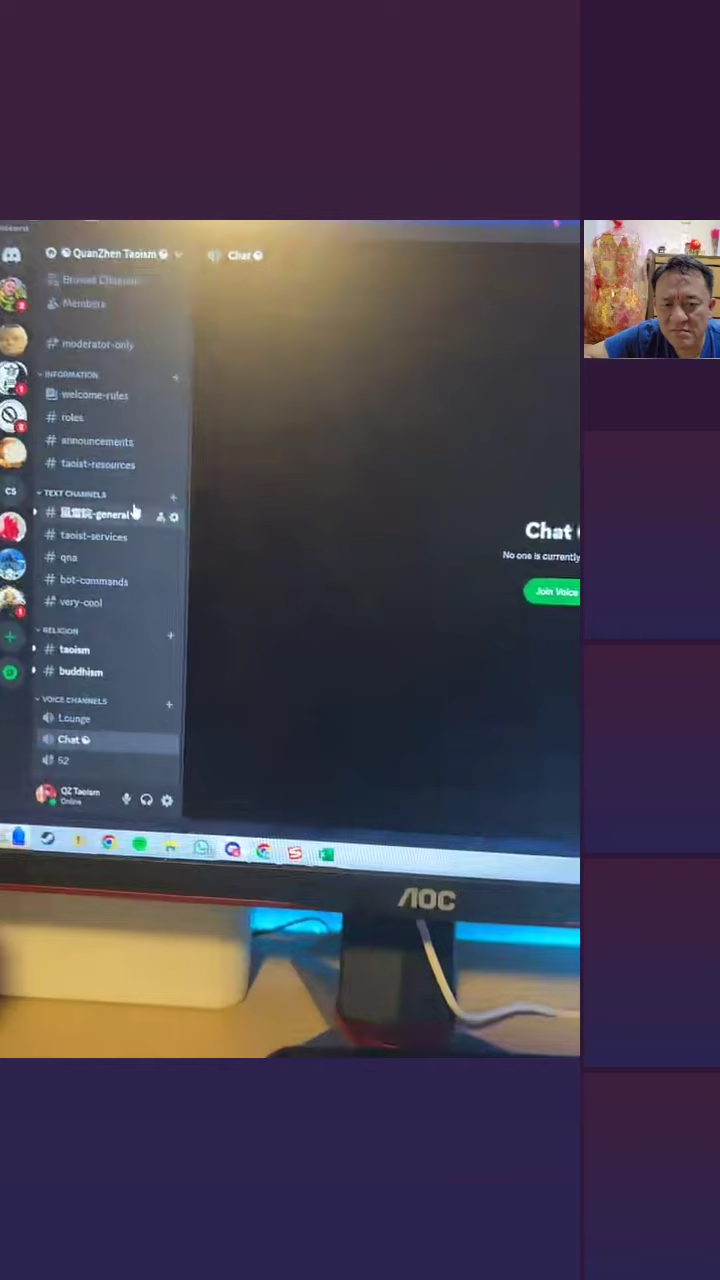 QuanZhen Taoism
Chat
Browse Channels
Members
moderator-only
INFORMATION
welcome-rules
roles
announcements
taoist-resources
TEXT CHANNELS
-general
taoist-services
qna
bot-commands
very-cool
RELIGION
taoism
buddhism
VOICE CHANNELS
Lounge
Chat
52
QZ Taoism
Online
CS
Chat
No one is currently
Join Voice
AOC